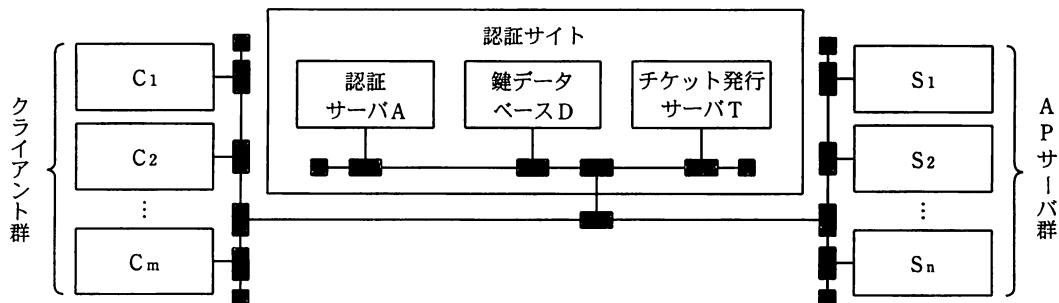 クライアント群
C1
C2
⋮
Cm
認証サイト
認証
サーバA
鍵データ
ベースD
チケット発行
サーバT
S1
S2
⋮
Sn
APサーバ群